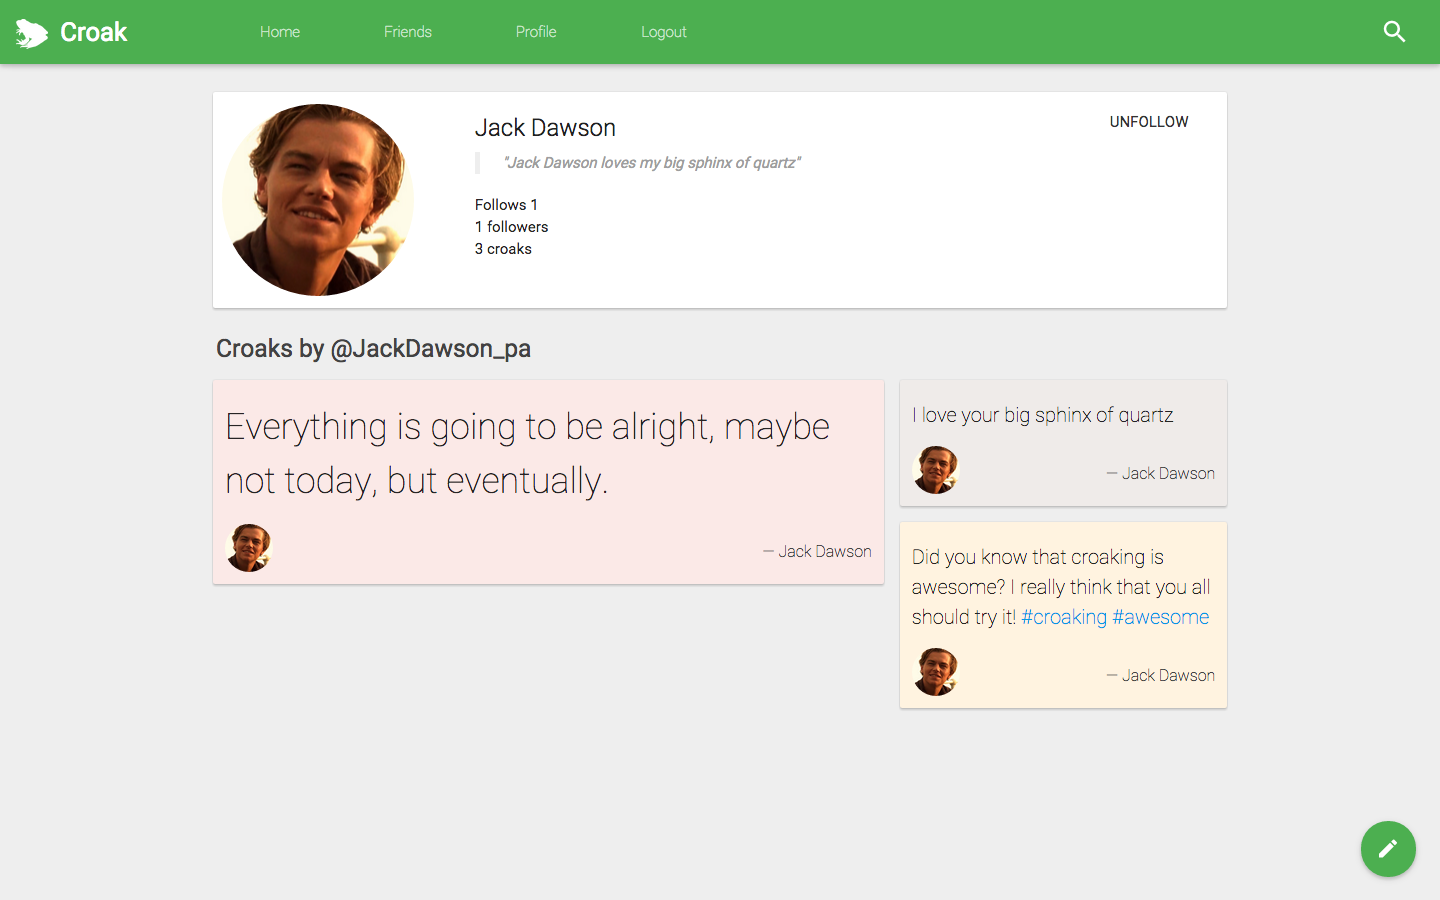 Croak
Home
Friends
Profile
Logout
Jack Dawson
UNFOLLOW
"Jack Dawson loves my big sphinx of quartz"
Follows 1
1 followers
3 croaks
Croaks by @JackDawson_pa
Everything is going to be alright, maybe
not today, but eventually.
— Jack Dawson
I love your big sphinx of quartz
— Jack Dawson
Did you know that croaking is
awesome? I really think that you all
should try it! #croaking #awesome
— Jack Dawson